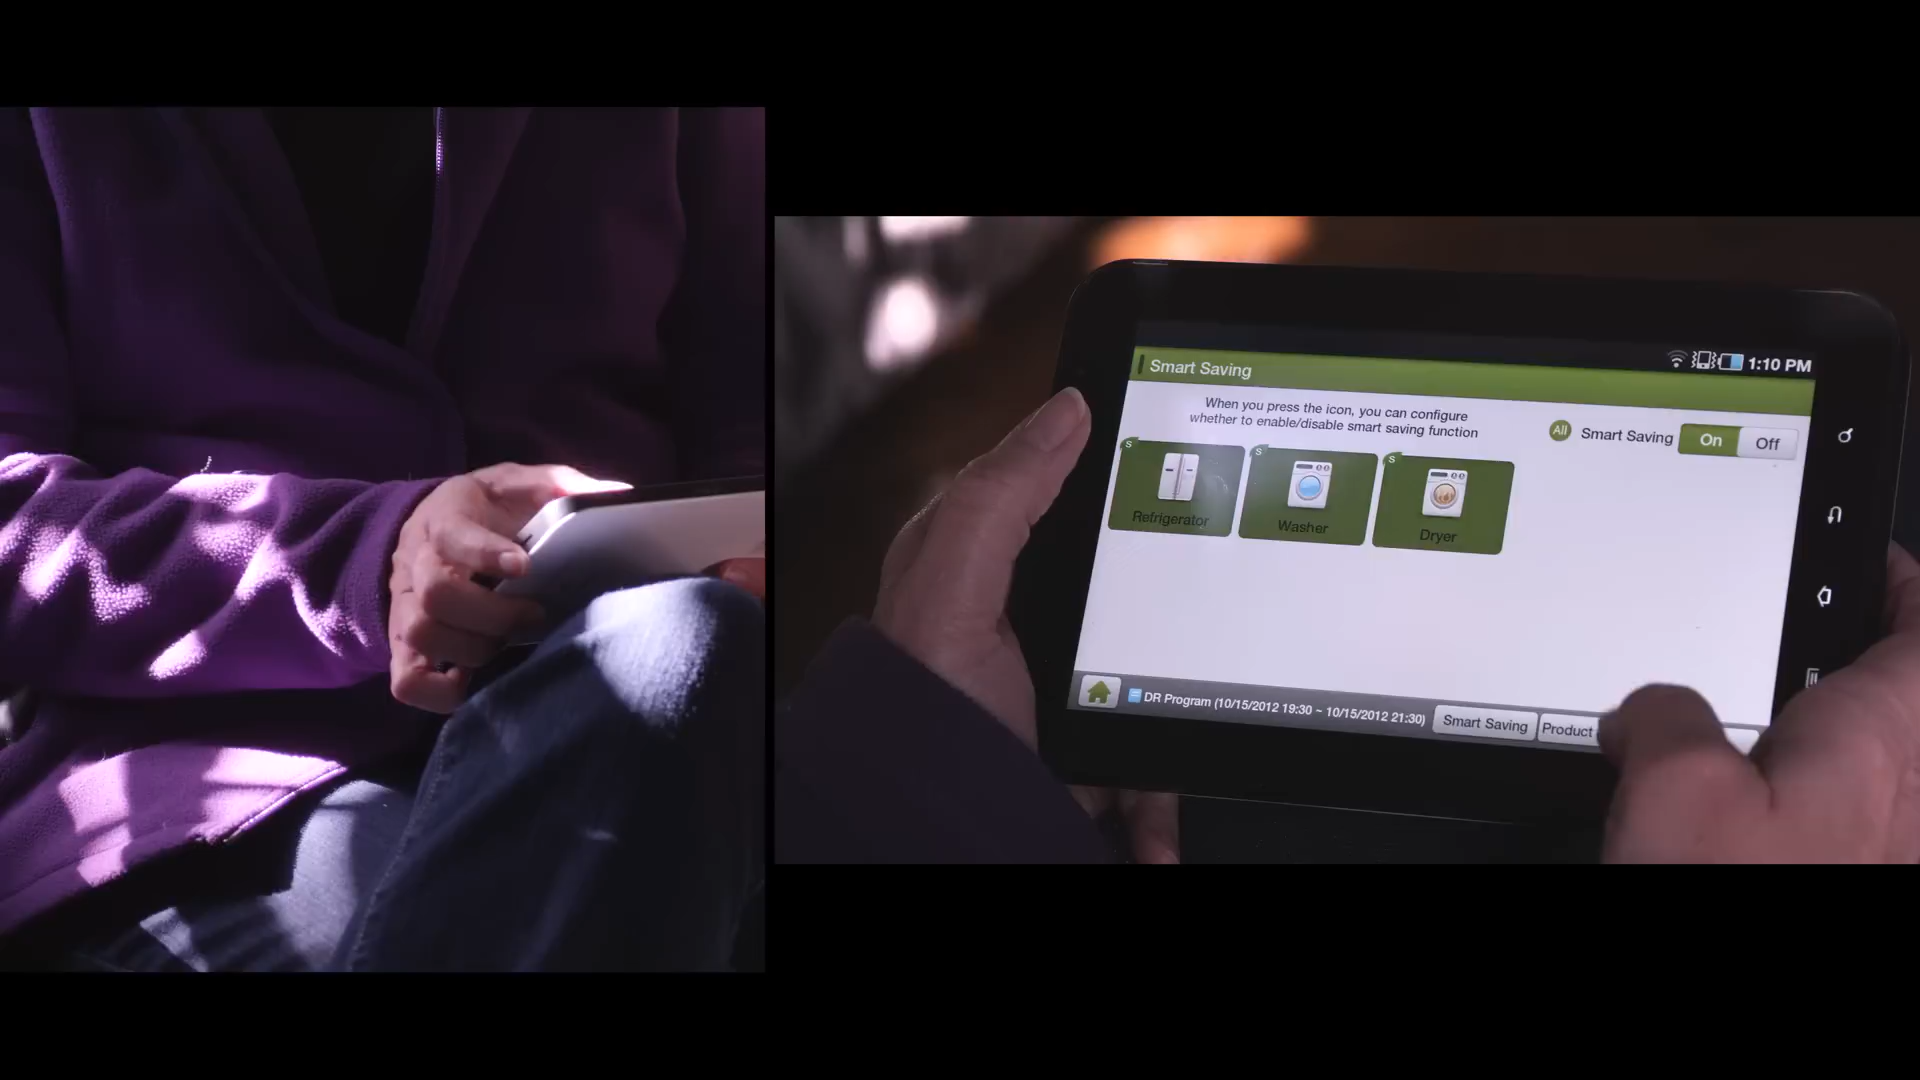 1:10 PM
Smart Saving
When you press the icon, you can configure
whether to enable/disable smart saving function
All Smart Saving On Off
S
Refrigerator
S
Washer
S
Dryer
DR Program (10/15/2012 19:30 ~ 10/15/2012 21:30)
Smart Saving
Product